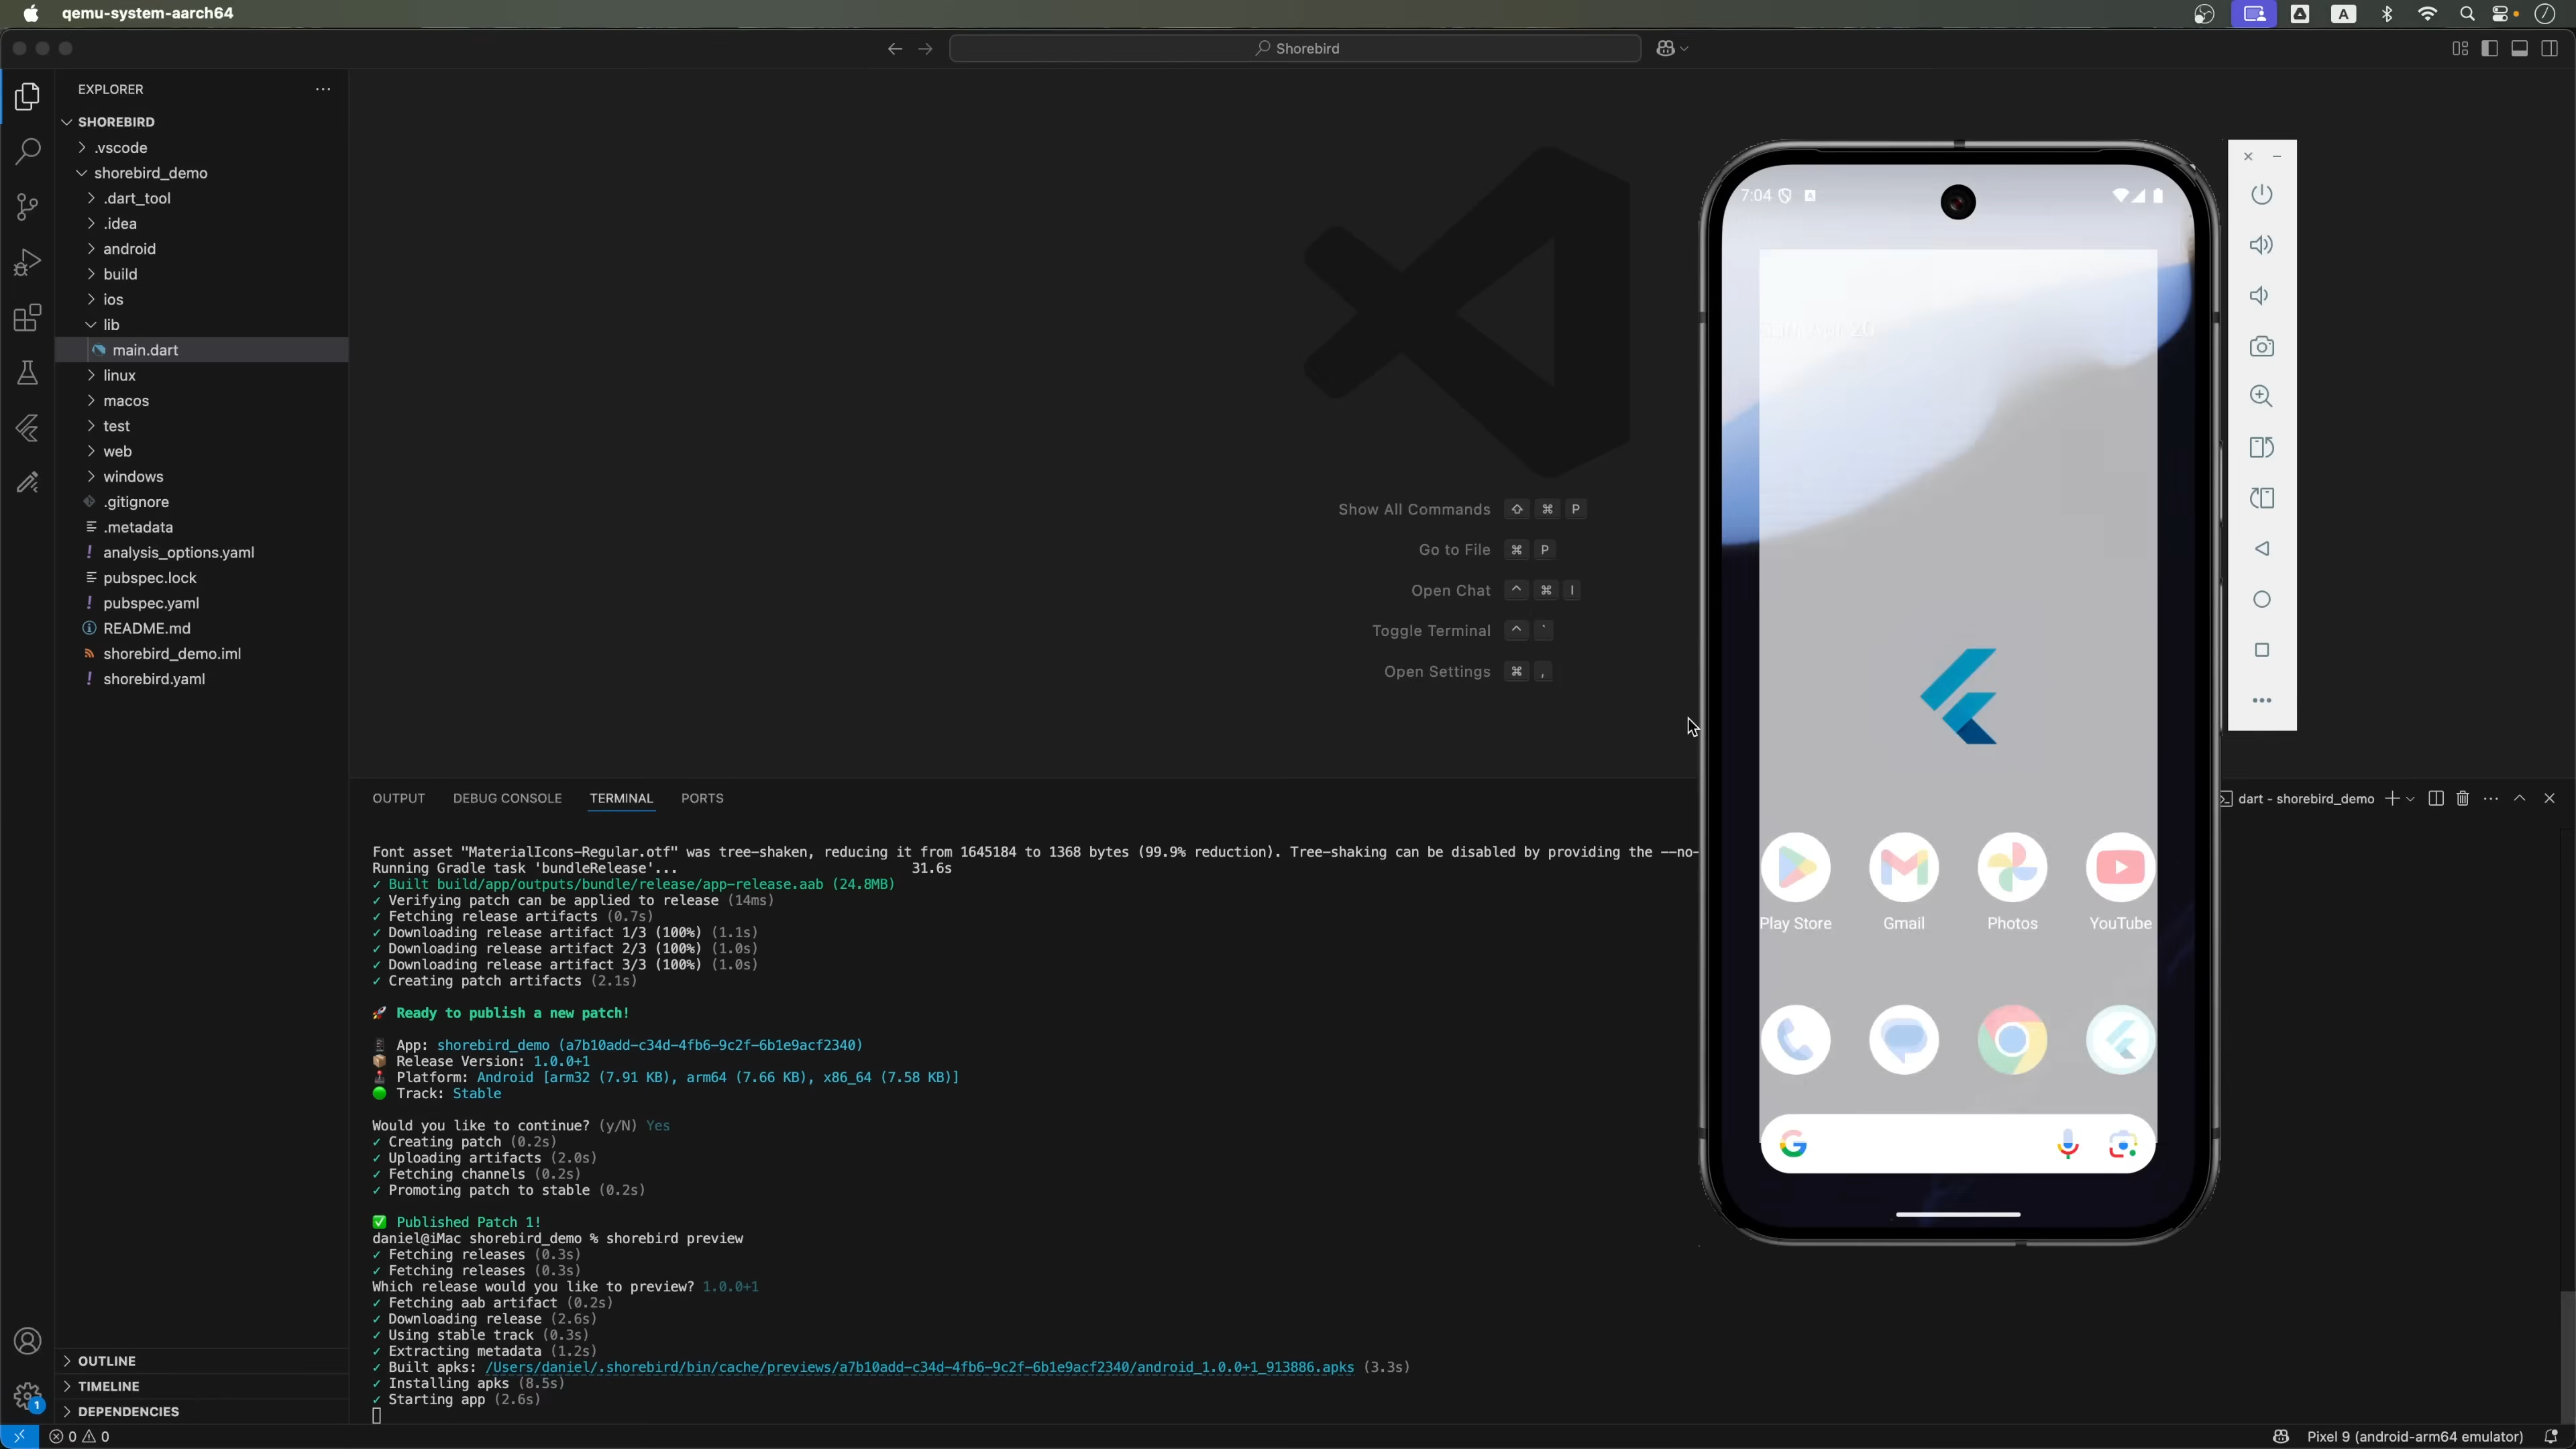 qemu-system-aarch64
A
Shorebird
EXPLORER
SHOREBIRD
.vscode
shorebird_demo
.dart_tool
.idea
android
build
ios
lib
main.dart
linux
macos
test
web
windows
.gitignore
.metadata
! analysis_options.yaml
pubspec.lock
! pubspec.yaml
README.md
shorebird_demo.iml
! shorebird.yaml
OUTLINE
TIMELINE
DEPENDENCIES
1
Show All Commands ⇧ ⌘ P
Go to File ⌘ P
Open Chat ^ ⌘ I
Toggle Terminal ^ `
Open Settings ⌘ ,
7:04
Play Store
Gmail
Photos
YouTube
OUTPUT DEBUG CONSOLE TERMINAL PORTS
dart - shorebird_demo
Font asset "MaterialIcons-Regular.otf" was tree-shaken, reducing it from 1645184 to 1368 bytes (99.9% reduction). Tree-shaking can be disabled by providing the --no-
Running Gradle task 'bundleRelease'... 31.6s
✓ Built build/app/outputs/bundle/release/app-release.aab (24.8MB)
✓ Verifying patch can be applied to release (14ms)
✓ Fetching release artifacts (0.7s)
✓ Downloading release artifact 1/3 (100%) (1.1s)
✓ Downloading release artifact 2/3 (100%) (1.0s)
✓ Downloading release artifact 3/3 (100%) (1.0s)
✓ Creating patch artifacts (2.1s)
🚀 Ready to publish a new patch!
App: shorebird_demo (a7b10add-c34d-4fb6-9c2f-6b1e9acf2340)
📦 Release Version: 1.0.0+1
🕹️ Platform: Android [arm32 (7.91 KB), arm64 (7.66 KB), x86_64 (7.58 KB)]
🟢 Track: Stable
Would you like to continue? (y/N) Yes
✓ Creating patch (0.2s)
✓ Uploading artifacts (2.0s)
✓ Fetching channels (0.2s)
✓ Promoting patch to stable (0.2s)
✅ Published Patch 1!
daniel@iMac shorebird_demo % shorebird preview
✓ Fetching releases (0.3s)
✓ Fetching releases (0.3s)
Which release would you like to preview? 1.0.0+1
✓ Fetching aab artifact (0.2s)
✓ Downloading release (2.6s)
✓ Using stable track (0.3s)
✓ Extracting metadata (1.2s)
✓ Built apks: /Users/daniel/.shorebird/bin/cache/previews/a7b10add-c34d-4fb6-9c2f-6b1e9acf2340/android_1.0.0+1_913886.apks (3.3s)
✓ Installing apks (8.5s)
✓ Starting app (2.6s)
0 0
Pixel 9 (android-arm64 emulator)